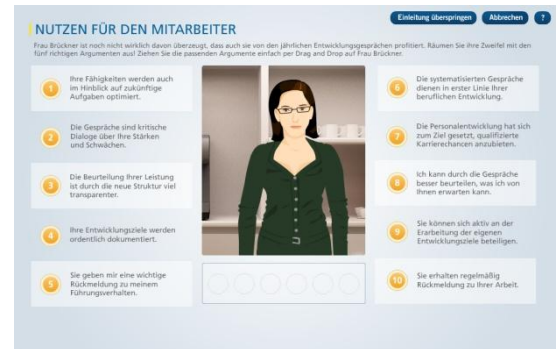 NUTZEN FÜR DEN MITARBEITER
Einleitung überspringen
Abbrechen
?
Frau Brückner ist noch nicht wirklich davon überzeugt, dass auch sie von den jährlichen Entwicklungsgesprächen profitiert. Räumen Sie ihre Zweifel mit den
fünf richtigen Argumenten aus! Ziehen Sie die passenden Argumente einfach per Drag and Drop auf Frau Brückner.
1
Ihre Fähigkeiten werden auch
im Hinblick auf zukünftige
Aufgaben optimiert.
2
Die Gespräche sind kritische
Dialoge über Ihre Stärken
und Schwächen.
3
Die Beurteilung Ihrer Leistung
ist durch die neue Struktur viel
transparenter.
4
Ihre Entwicklungsziele werden
ordentlich dokumentiert.
5
Sie geben mir eine wichtige
Rückmeldung zu meinem
Führungsverhalten.
6
Die systematisierten Gespräche
dienen in erster Linie Ihrer
beruflichen Entwicklung.
7
Die Personalentwicklung hat sich
zum Ziel gesetzt, qualifizierte
Karrierechancen anzubieten.
8
Ich kann durch die Gespräche
besser beurteilen, was ich von
Ihnen erwarten kann.
9
Sie können sich aktiv an der
Erarbeitung der eigenen
Entwicklungsziele beteiligen.
10
Sie erhalten regelmäßig
Rückmeldung zu Ihrer Arbeit.